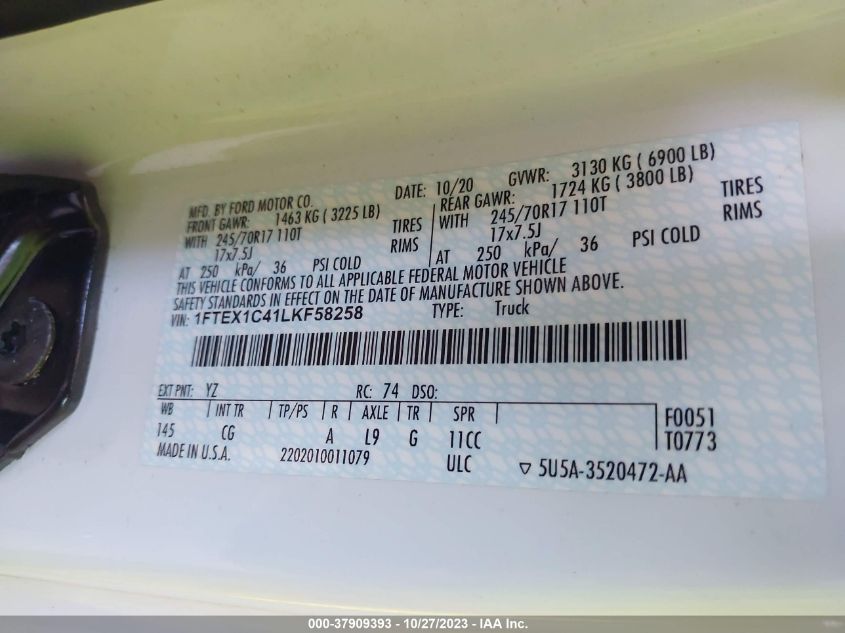 MFD. BY FORD MOTOR CO. DATE: 10/20 GVWR: 3130 KG ( 6900 LB)
FRONT GAWR: 1463 KG ( 3225 LB) REAR GAWR: 1724 KG ( 3800 LB)
WITH 245/70R17 110T TIRES WITH 245/70R17 110T TIRES
17x7.5J RIMS 17x7.5J RIMS
AT 250 kPa/ 36 PSI COLD AT 250 kPa/ 36 PSI COLD
THIS VEHICLE CONFORMS TO ALL APPLICABLE FEDERAL MOTOR VEHICLE
SAFETY STANDARDS IN EFFECT ON THE DATE OF MANUFACTURE SHOWN ABOVE.
VIN: 1FTEX1C41LKF58258 TYPE: Truck
EXT PNT: YZ RC: 74 DSO:
WB INT TR TP/PS R AXLE TR SPR F0051
145 CG A L9 G 11CC T0773
MADE IN U.S.A. 2202010011079 ULC ▽ 5U5A-3520472-AA
000-37909393 - 10/27/2023 - IAA Inc.